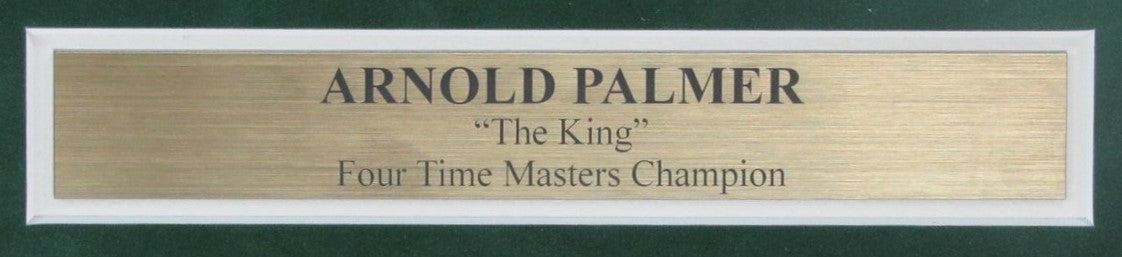 ARNOLD PALMER
“The King”
Four Time Masters Champion